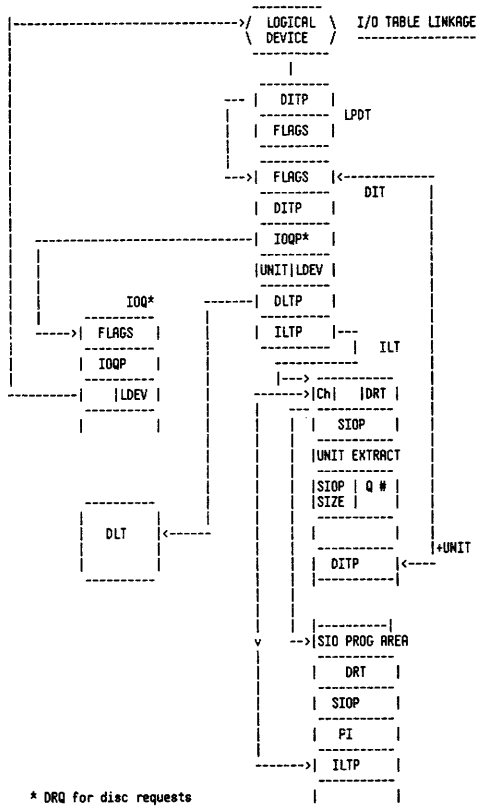 LOGICAL DEVICE
I/O TABLE LINKAGE
DITP
LPDT
FLAGS
FLAGS
DIT
DITP
IOQP*
UNIT|LDEV
IOQ*
DLTP
FLAGS
ILTP
ILT
IOQP
|LDEV
Ch| |DRT
SIOP
UNIT EXTRACT
SIOP SIZE | Q #
DLT
+UNIT
DITP
SIO PROG AREA
DRT
SIOP
PI
ILTP
* DRQ for disc requests